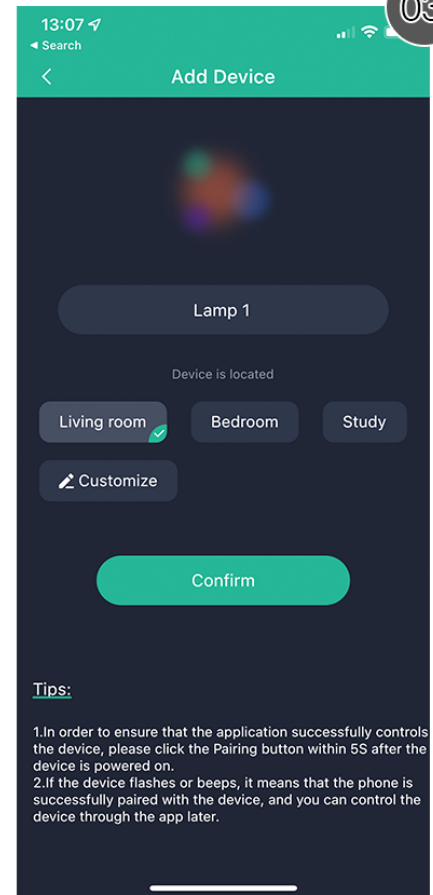 03
13:07
Search
Add Device
Lamp 1
Device is located
Living room
Bedroom
Study
Customize
Confirm
Tips:
1.In order to ensure that the application successfully controls
the device, please click the Pairing button within 5S after the
device is powered on.
2.If the device flashes or beeps, it means that the phone is
successfully paired with the device, and you can control the
device through the app later.